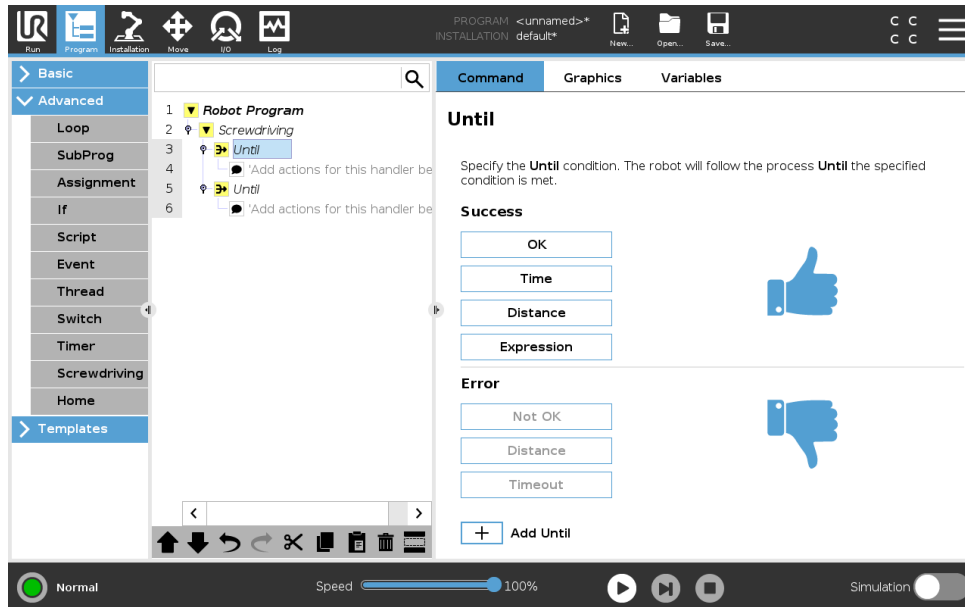 PROGRAM <unnamed>*
INSTALLATION default*
Run Program Installation Move I/O Log New... Open... Save...
C C
C C
Basic
Advanced
Loop
SubProg
Assignment
If
Script
Event
Thread
Switch
Timer
Screwdriving
Home
Templates
1 Robot Program
2 Screwdriving
3 Until
4 'Add actions for this handler be
5 Until
6 'Add actions for this handler be
Command Graphics Variables
Until
Specify the Until condition. The robot will follow the process Until the specified
condition is met.
Success
OK
Time
Distance
Expression
Error
Not OK
Distance
Timeout
+ Add Until
Normal
Speed 100%
Simulation